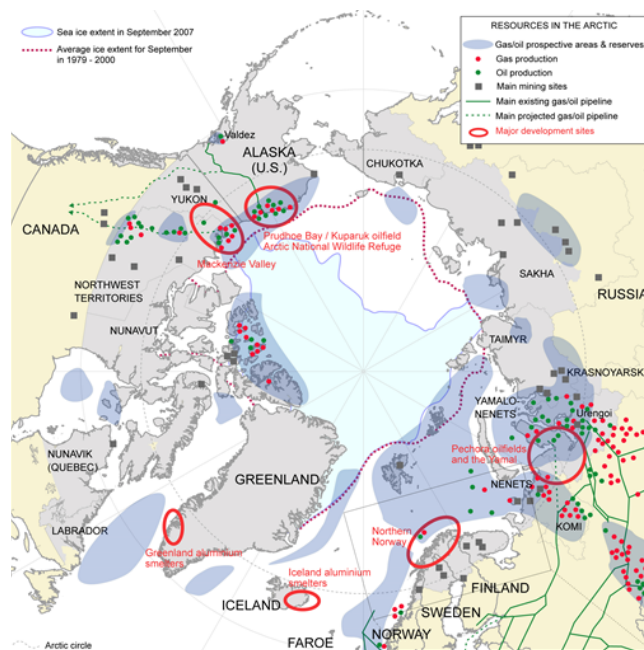 Sea ice extent in September 2007
Average ice extent for September
in 1979 - 2000
RESOURCES IN THE ARCTIC
Gas/oil prospective areas & reserves
Gas production
Oil production
Main mining sites
Main existing gas/oil pipeline
Main projected gas/oil pipeline
Major development sites
Valdez
ALASKA
(U.S.)
CHUKOTKA
YUKON
CANADA
Prudhoe Bay / Kuparuk oilfield
Arctic National Wildlife Refuge
Mackenzie Valley
NORTHWEST
TERRITORIES
SAKHA
RUSSIA
NUNAVUT
TAIMYR
KRASNOYARSK
YAMALO-
NENETS
Urengoi
NUNAVIK
(QUEBEC)
GREENLAND
Pechora oilfields
and the Yamal
NENETS
LABRADOR
KOMI
Northern
Norway
Greenland aluminium
smelters
Iceland aluminium
smelters
FINLAND
ICELAND
SWEDEN
FAROE
NORWAY
Arctic circle